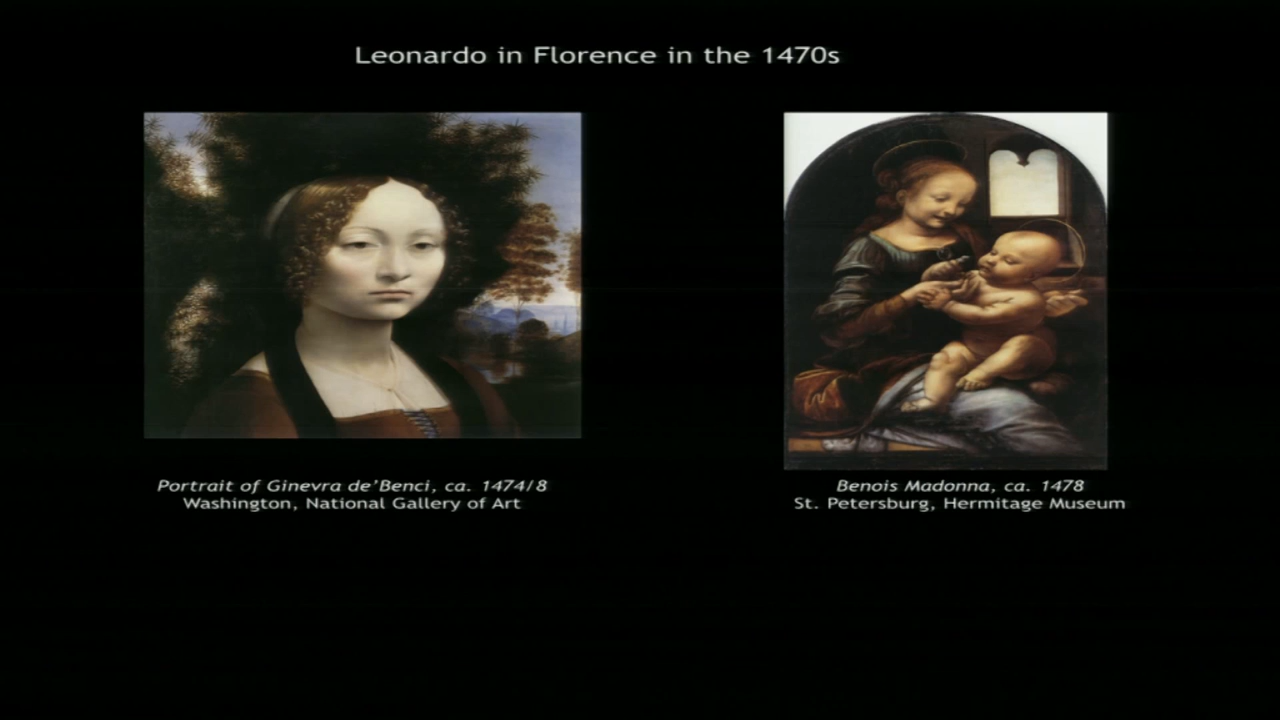 Leonardo in Florence in the 1470s
Portrait of Ginevra de'Benci, ca. 1474/8
Washington, National Gallery of Art
Benois Madonna, ca. 1478
St. Petersburg, Hermitage Museum